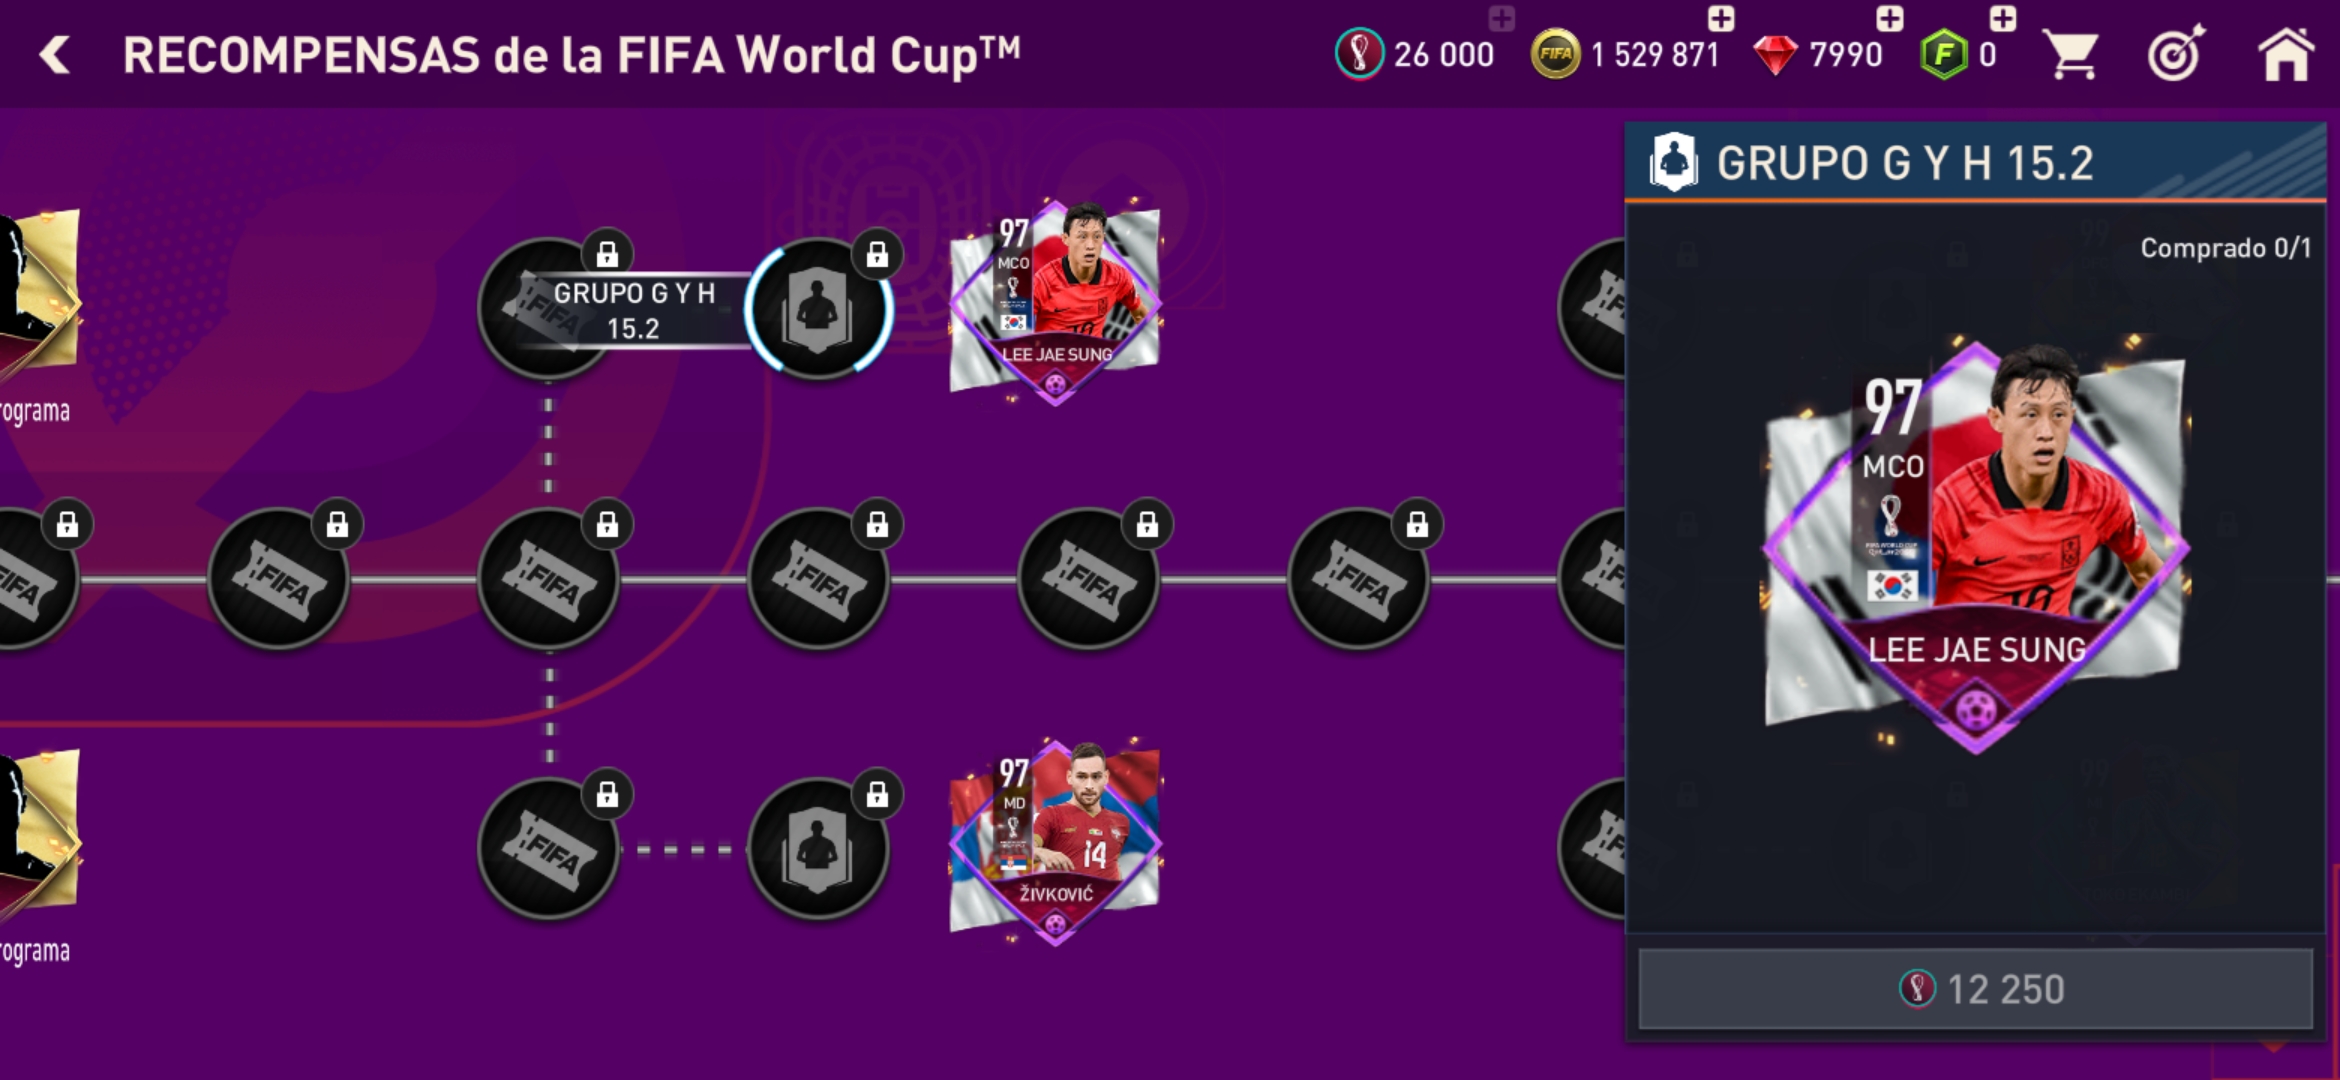 RECOMPENSAS de la FIFA World Cup™
26 000
FIFA
1 529 871
7990
F
0
GRUPO G Y H 15.2
Comprado 0/1
GRUPO G Y H
15.2
97
MCO
LEE JAE SUNG
97
MCO
LEE JAE SUNG
ograma
FIFA
FIFA
FIFA
FIFA
FIFA
97
MD
14
ŽIVKOVIĆ
FIFA
ograma
12 250